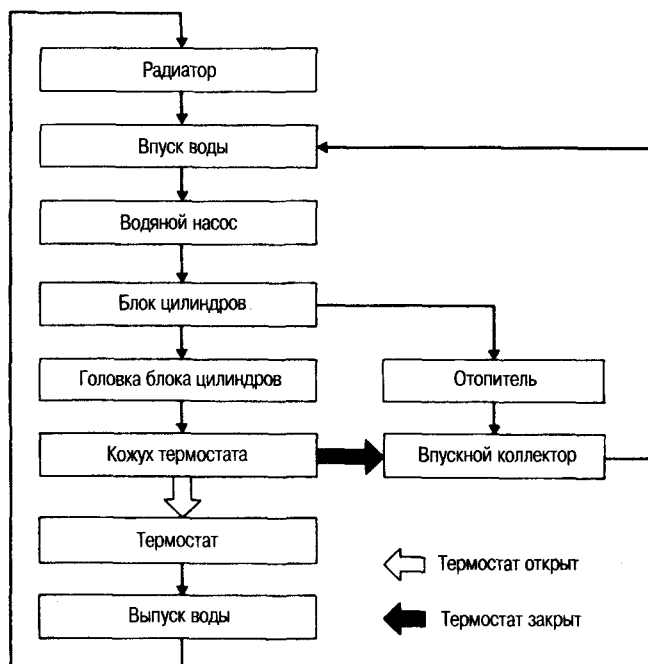 Радиатор
Впуск воды
Водяной насос
Блок цилиндров
Головка блока цилиндров
Отопитель
Кожух термостата
Впускной коллектор
Термостат
Термостат открыт
Выпуск воды
Термостат закрыт